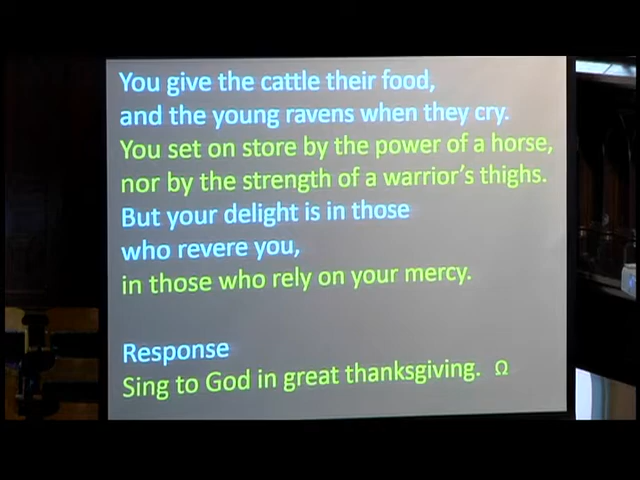 You give the cattle their food,
and the young ravens when they cry.
You set on store by the power of a horse,
nor by the strength of a warrior's thighs.
But your delight is in those
who revere you,
in those who rely on your mercy.
Response
Sing to God in great thanksgiving. Ω